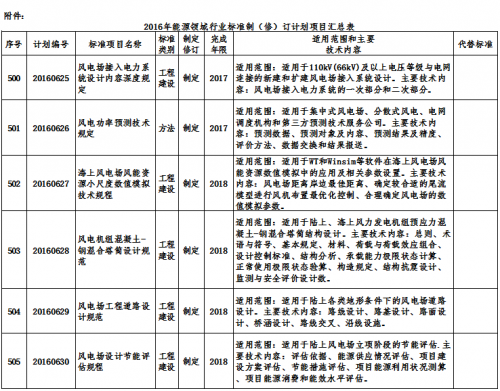 附件：
2016年能源领域行业标准制（修）订计划项目汇总表
序号 计划编号 标准项目名称 标准类别 制定修订 完成年限 适用范围和主要技术内容 代替标准
500 20160625 风电场接入电力系统设计内容深度规定 工程建设 制定 2017 适用范围：适用于110kV(66kV)及以上电压等级与电网连接的新建和扩建风电场接入系统设计。主要技术内容：风电场接入电力系统的一次部分和二次部分。
501 20160626 风电功率预测技术规定 方法 制定 2017 适用范围：适用于集中式风电场、分散式风电、电网调度机构和第三方预测技术服务公司。主要技术内容：预测数据、预测对象及内容、预测结果及精度、评价方法、数据交换和结果报送。
502 20160627 海上风电场风能资源小尺度数值模拟技术规程 工程建设 制定 2018 适用范围：适用于WT和Winsim等软件在海上风电场风能资源数值模拟中的应用及相关参数设置。主要技术内容：风电场距离岸边最佳距离、确定较合适的尾流模型进行风机布置最优化控制、合理确定风电场的数值模拟参数。
503 20160628 风电机组混凝土-钢混合塔筒设计规范 工程建设 制定 2018 适用范围：适用于陆上、海上风力发电机组预应力混凝土-钢混合塔筒结构设计。主要技术内容：总则、术语与符号、基本规定、材料、荷载与荷载效应组合、设计控制标准、结构分析、承载能力极限状态计算、正常使用极限状态验算、构造规定、结构抗震设计、监测与安全评价设计数。
504 20160629 风电场工程道路设计规范 工程建设 制定 2018 适用范围：适用于陆上各类地形条件下的风电场道路设计。主要技术内容：路线设计、路基设计、路面设计、桥涵设计、路线交叉、沿线设施。
505 20160630 风电场设计节能评估规程 工程建设 制定 2018 适用范围：适用于陆上风电场立项阶段的节能评估.主要技术内容：评估依据、能源供应情况评估、项目建设方案评估、节能措施评估、项目能源利用状况测算、项目能源消费和能效水平评估。